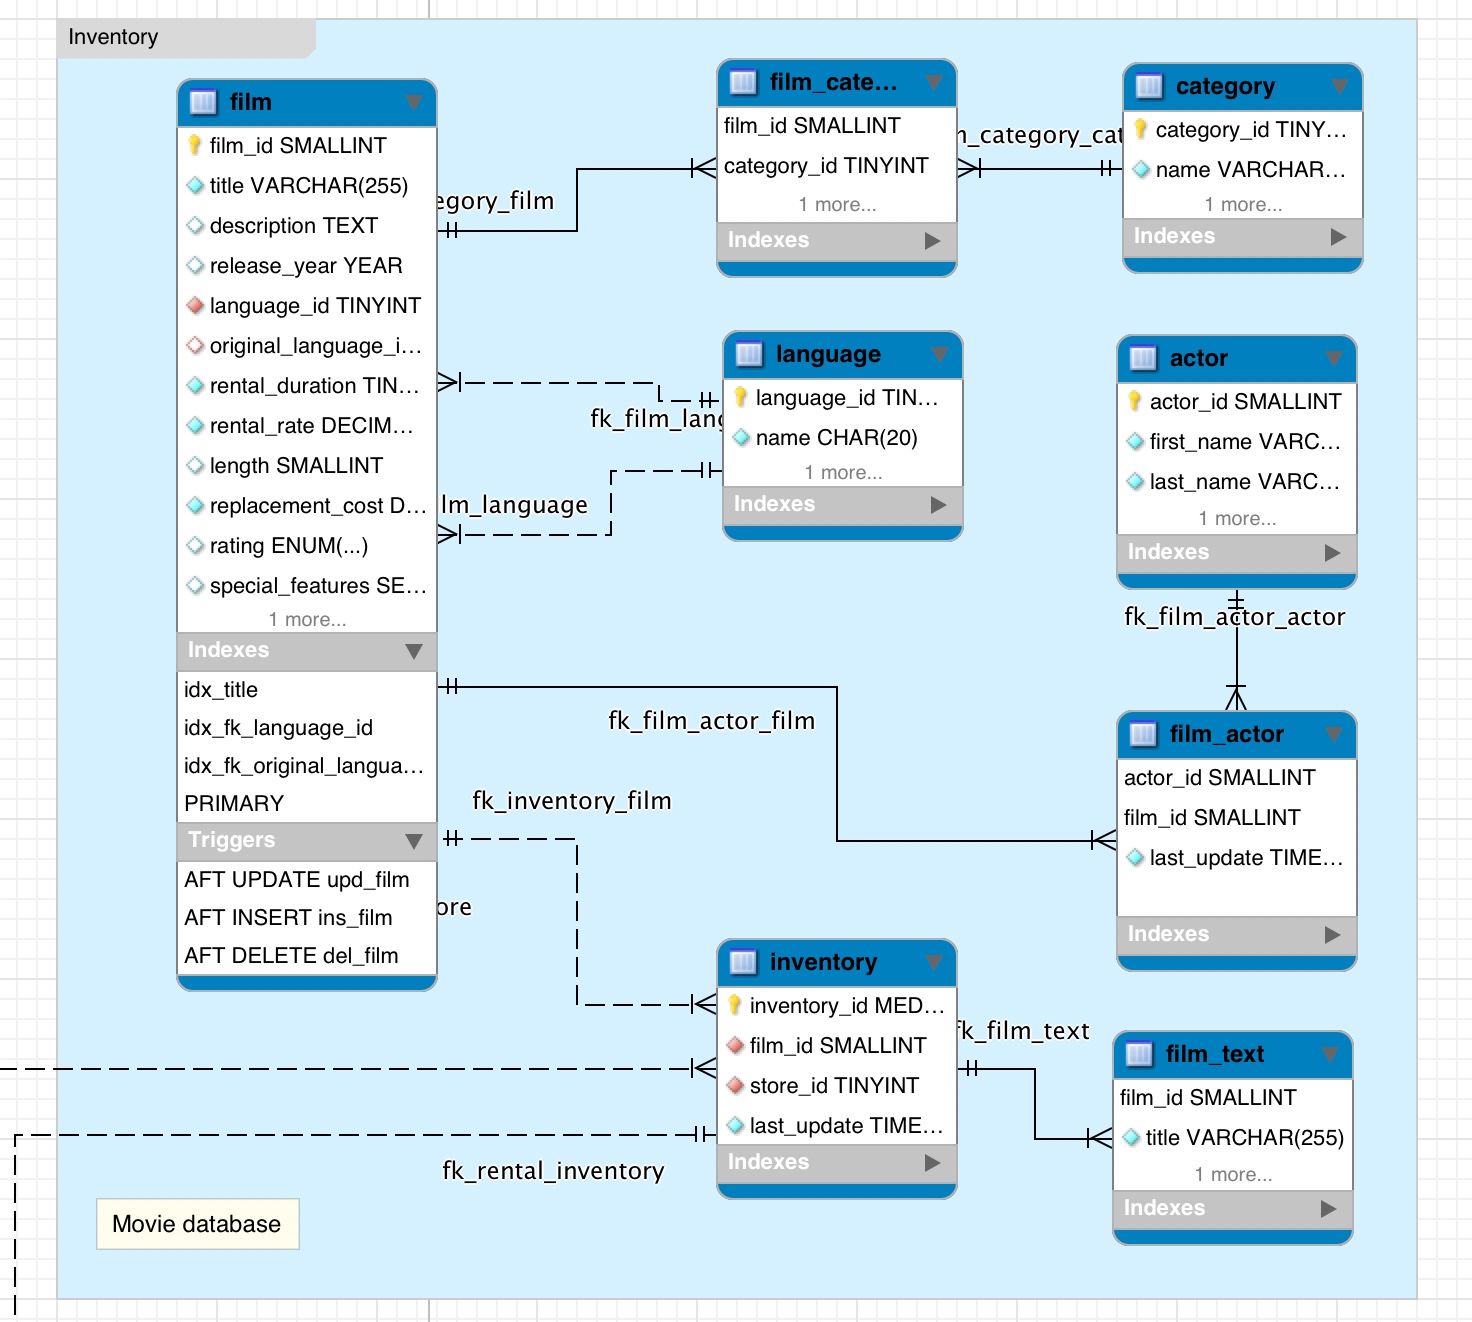 Inventory
film
film_id SMALLINT
title VARCHAR(255)
description TEXT
release_year YEAR
language_id TINYINT
original_language_i...
rental_duration TIN...
rental_rate DECIM...
length SMALLINT
replacement_cost D...
rating ENUM(...)
special_features SE...
1 more...
Indexes
idx_title
idx_fk_language_id
idx_fk_original_langua...
PRIMARY
Triggers
AFT UPDATE upd_film
AFT INSERT ins_film
AFT DELETE del_film
egory_film
film_cate...
film_id SMALLINT
category_id TINYINT
1 more...
Indexes
n_category_cat
category
category_id TINY...
name VARCHAR...
1 more...
Indexes
fk_film_lang
lm_language
language
language_id TIN...
name CHAR(20)
1 more...
Indexes
actor
actor_id SMALLINT
first_name VARC...
last_name VARC...
1 more...
Indexes
fk_film_actor_actor
fk_film_actor_film
film_actor
actor_id SMALLINT
film_id SMALLINT
last_update TIME...
Indexes
fk_inventory_film
ore
inventory
inventory_id MED...
film_id SMALLINT
store_id TINYINT
last_update TIME...
Indexes
fk_film_text
film_text
film_id SMALLINT
title VARCHAR(255)
1 more...
Indexes
fk_rental_inventory
Movie database